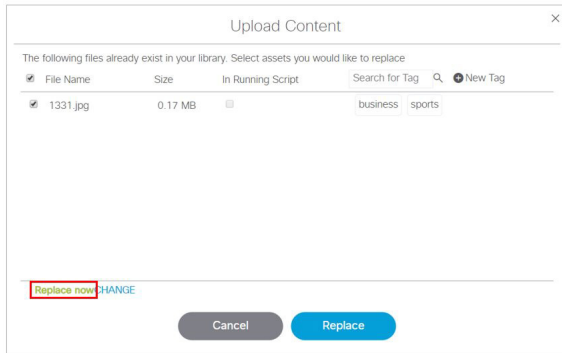 Upload Content
The following files already exist in your library. Select assets you would like to replace
File Name Size In Running Script Search for Tag New Tag
1331.jpg 0.17 MB business sports
Replace nowCHANGE
Cancel Replace